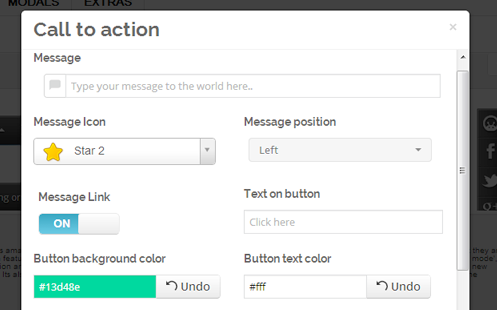 MODALS EXTRAS
Call to action ×
Message
Type your message to the world here..
Message Icon Message position
Star 2 Left
Message Link Text on button
ON Click here
Button background color Button text color
#13d48e Undo #fff Undo